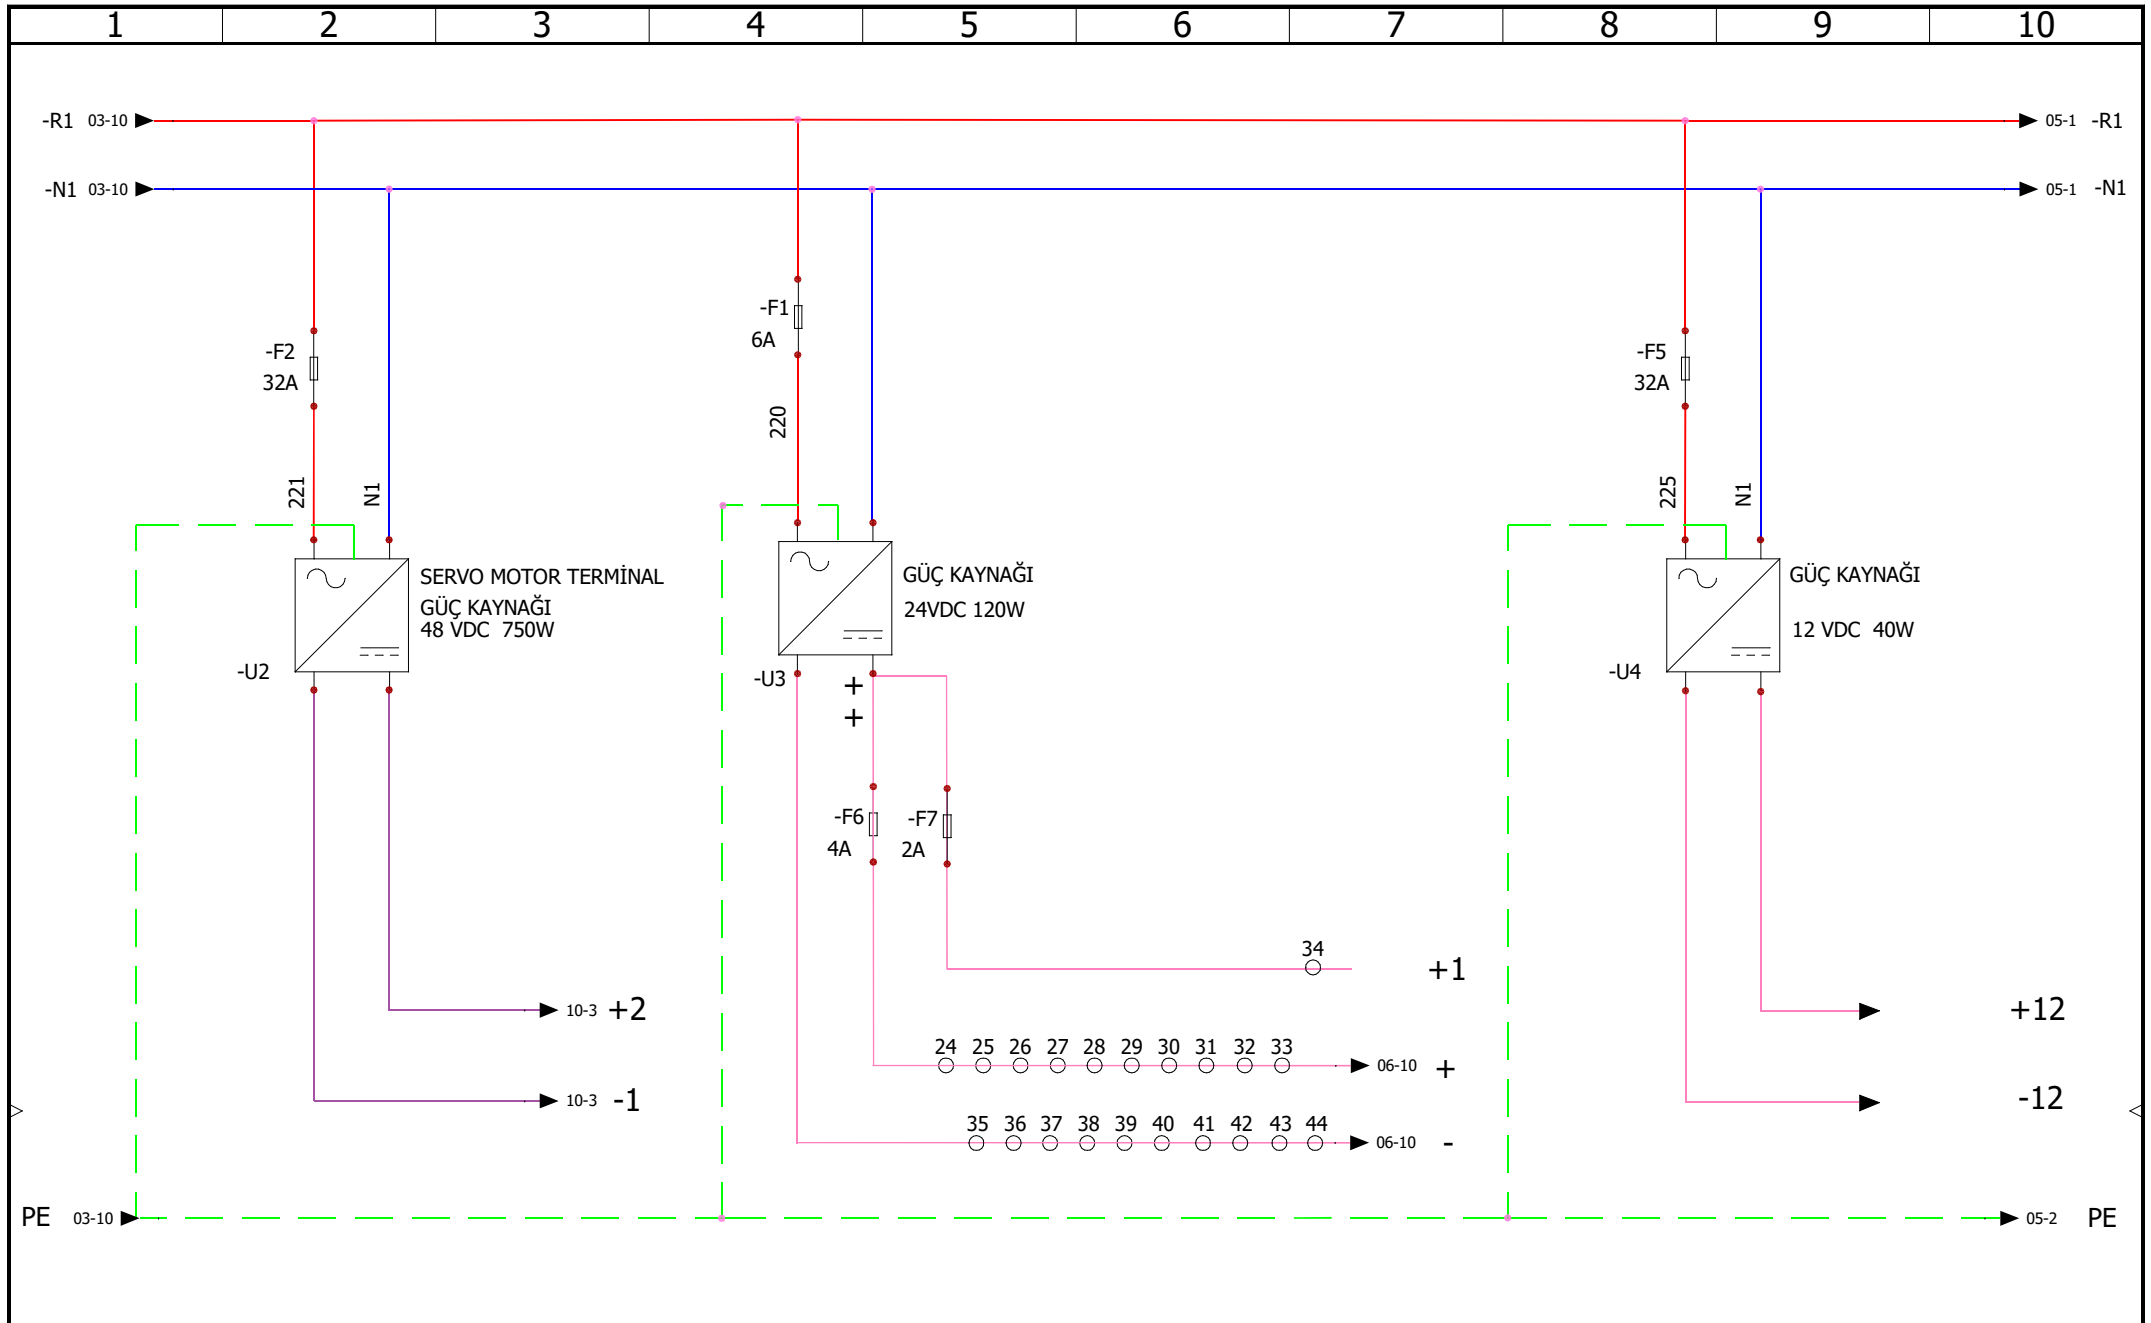 1 2 3 4 5 6 7 8 9 10
-R1 03-10
05-1 -R1
-N1 03-10
05-1 -N1
-F2
32A
221
N1
-F1
6A
220
-F5
32A
225
N1
SERVO MOTOR TERMİNAL
GÜÇ KAYNAĞI
48 VDC 750W
-U2
GÜÇ KAYNAĞI
24VDC 120W
-U3
+
+
GÜÇ KAYNAĞI
12 VDC 40W
-U4
-F6
4A
-F7
2A
34
+1
10-3 +2
10-3 -1
24 25 26 27 28 29 30 31 32 33
06-10 +
35 36 37 38 39 40 41 42 43 44
06-10 -
+12
-12
PE 03-10
05-2 PE